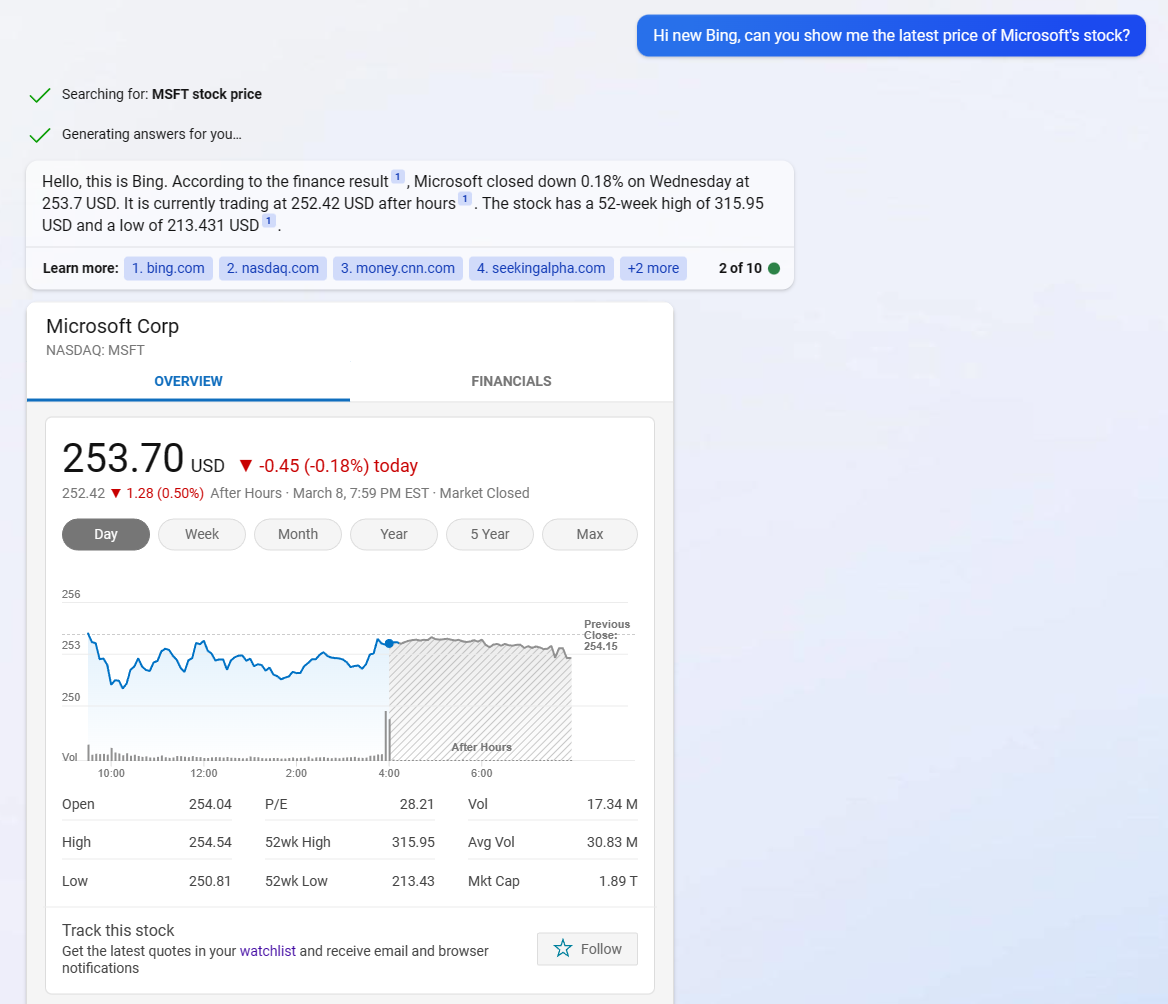 Hi new Bing, can you show me the latest price of Microsoft's stock?
Searching for: MSFT stock price
Generating answers for you…
Hello, this is Bing. According to the finance result 1 , Microsoft closed down 0.18% on Wednesday at
253.7 USD. It is currently trading at 252.42 USD after hours 1 . The stock has a 52-week high of 315.95
USD and a low of 213.431 USD 1 .
Learn more: 1. bing.com 2. nasdaq.com 3. money.cnn.com 4. seekingalpha.com +2 more 2 of 10
Microsoft Corp
NASDAQ: MSFT
OVERVIEW FINANCIALS
253.70 USD ▼ -0.45 (-0.18%) today
252.42 ▼ 1.28 (0.50%) After Hours · March 8, 7:59 PM EST · Market Closed
Day Week Month Year 5 Year Max
256
Previous
Close:
254.15
253
250
After Hours
Vol
10:00 12:00 2:00 4:00 6:00
Open 254.04 P/E 28.21 Vol 17.34 M
High 254.54 52wk High 315.95 Avg Vol 30.83 M
Low 250.81 52wk Low 213.43 Mkt Cap 1.89 T
Track this stock
Get the latest quotes in your watchlist and receive email and browser
notifications
Follow